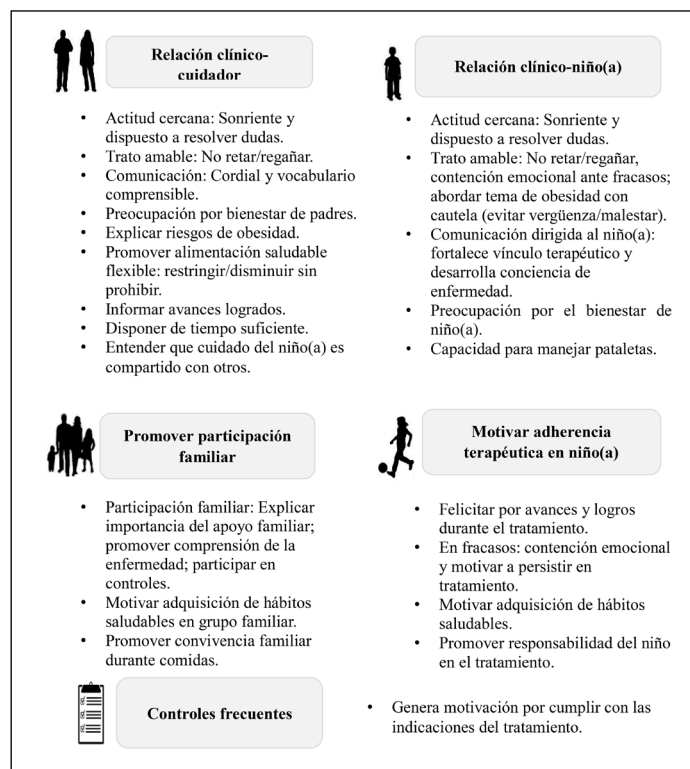 Relación clínico-
cuidador
• Actitud cercana: Sonriente y
dispuesto a resolver dudas.
• Trato amable: No retar/regañar.
• Comunicación: Cordial y vocabulario
comprensible.
• Preocupación por bienestar de padres.
• Explicar riesgos de obesidad.
• Promover alimentación saludable
flexible: restringir/disminuir sin
prohibir.
• Informar avances logrados.
• Disponer de tiempo suficiente.
• Entender que cuidado del niño(a) es
compartido con otros.
Relación clínico-niño(a)
• Actitud cercana: Sonriente y
dispuesto a resolver dudas.
• Trato amable: No retar/regañar,
contención emocional ante fracasos;
abordar tema de obesidad con
cautela (evitar vergüenza/malestar).
• Comunicación dirigida al niño(a):
fortalece vínculo terapéutico y
desarrolla conciencia de
enfermedad.
• Preocupación por el bienestar de
niño(a).
• Capacidad para manejar pataletas.
Promover participación
familiar
• Participación familiar: Explicar
importancia del apoyo familiar;
promover comprensión de la
enfermedad; participar en
controles.
• Motivar adquisición de hábitos
saludables en grupo familiar.
• Promover convivencia familiar
durante comidas.
Motivar adherencia
terapéutica en niño(a)
• Felicitar por avances y logros
durante el tratamiento.
• En fracasos: contención emocional
y motivar a persistir en
tratamiento.
• Motivar adquisición de hábitos
saludables.
• Promover responsabilidad del niño
en el tratamiento.
Controles frecuentes
• Genera motivación por cumplir con las
indicaciones del tratamiento.